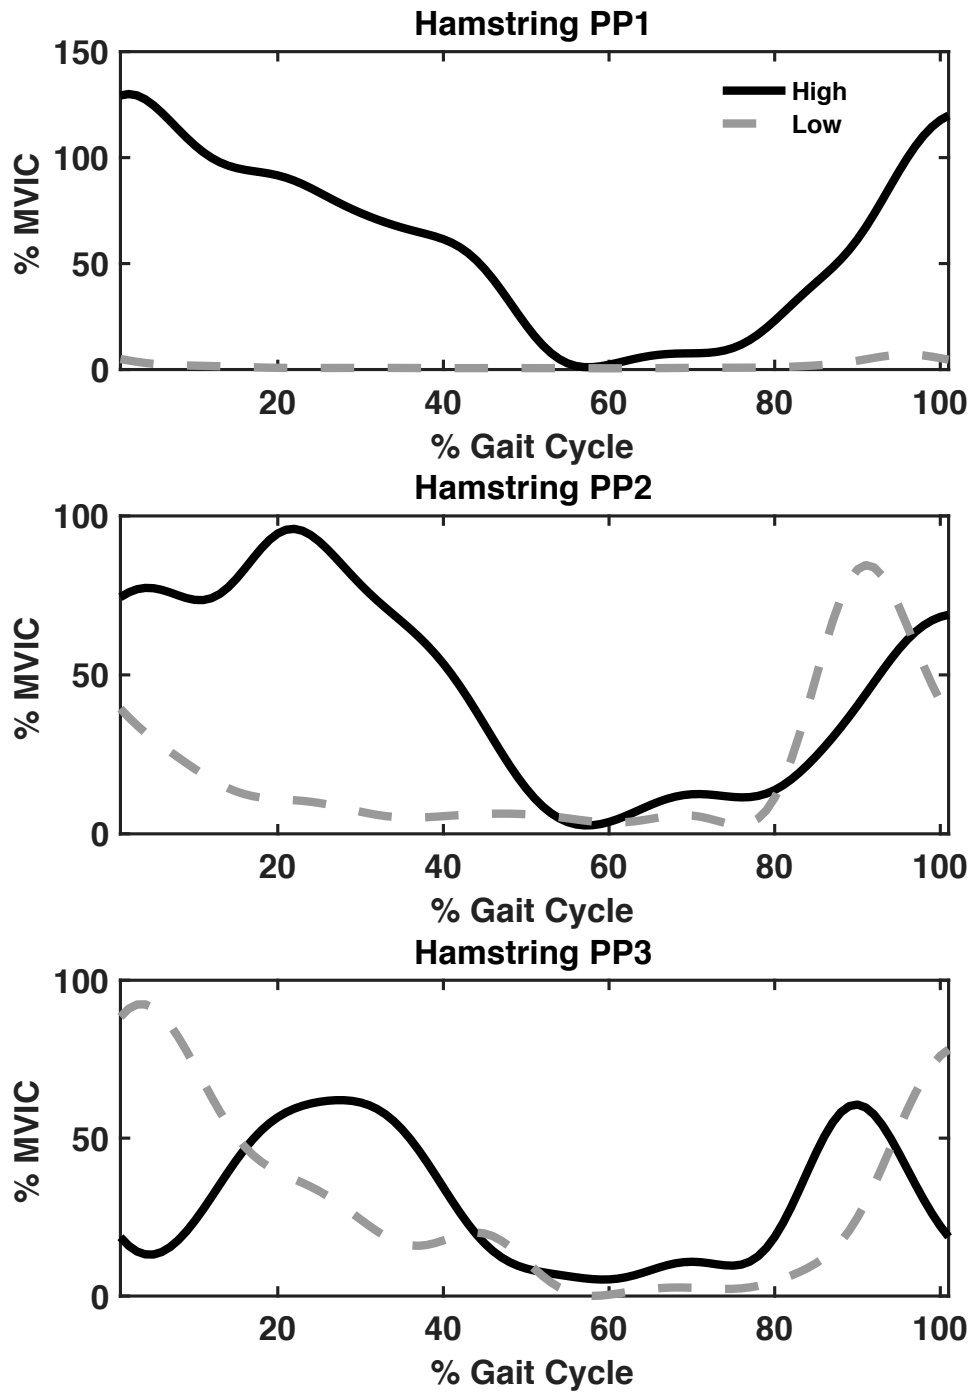 Hamstring PP1
150
High
Low
100
% MVIC
50
0
20 40 60 80 100
% Gait Cycle
Hamstring PP2
100
% MVIC
50
0
20 40 60 80 100
% Gait Cycle
Hamstring PP3
100
% MVIC
50
0
20 40 60 80 100
% Gait Cycle